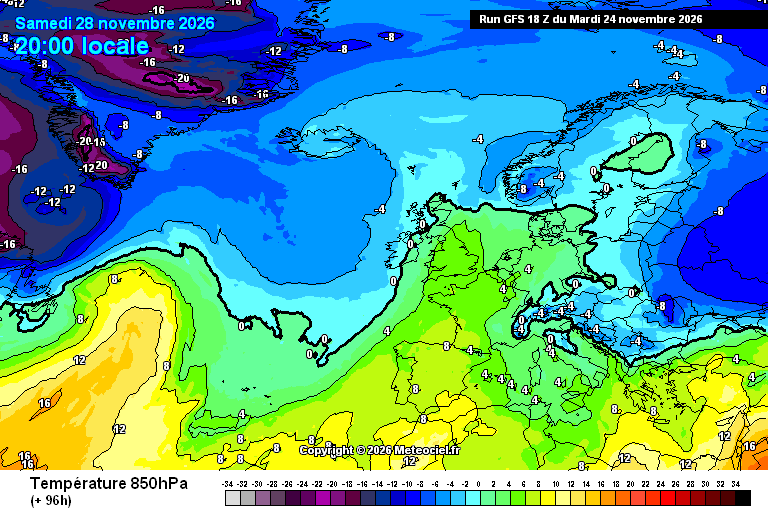 Samedi 28 novembre 2026
20:00 locale
Run GFS 18 Z du Mardi 24 novembre 2026
Copyright © 2026 Meteociel.fr
Température 850hPa
(+ 96h)
-34 -32 -30 -28 -26 -24 -22 -20 -18 -16 -14 -12 -10 -8 -6 -4 -2 0 2 4 6 8 10 12 14 16 18 20 22 24 26 28 30 32 34